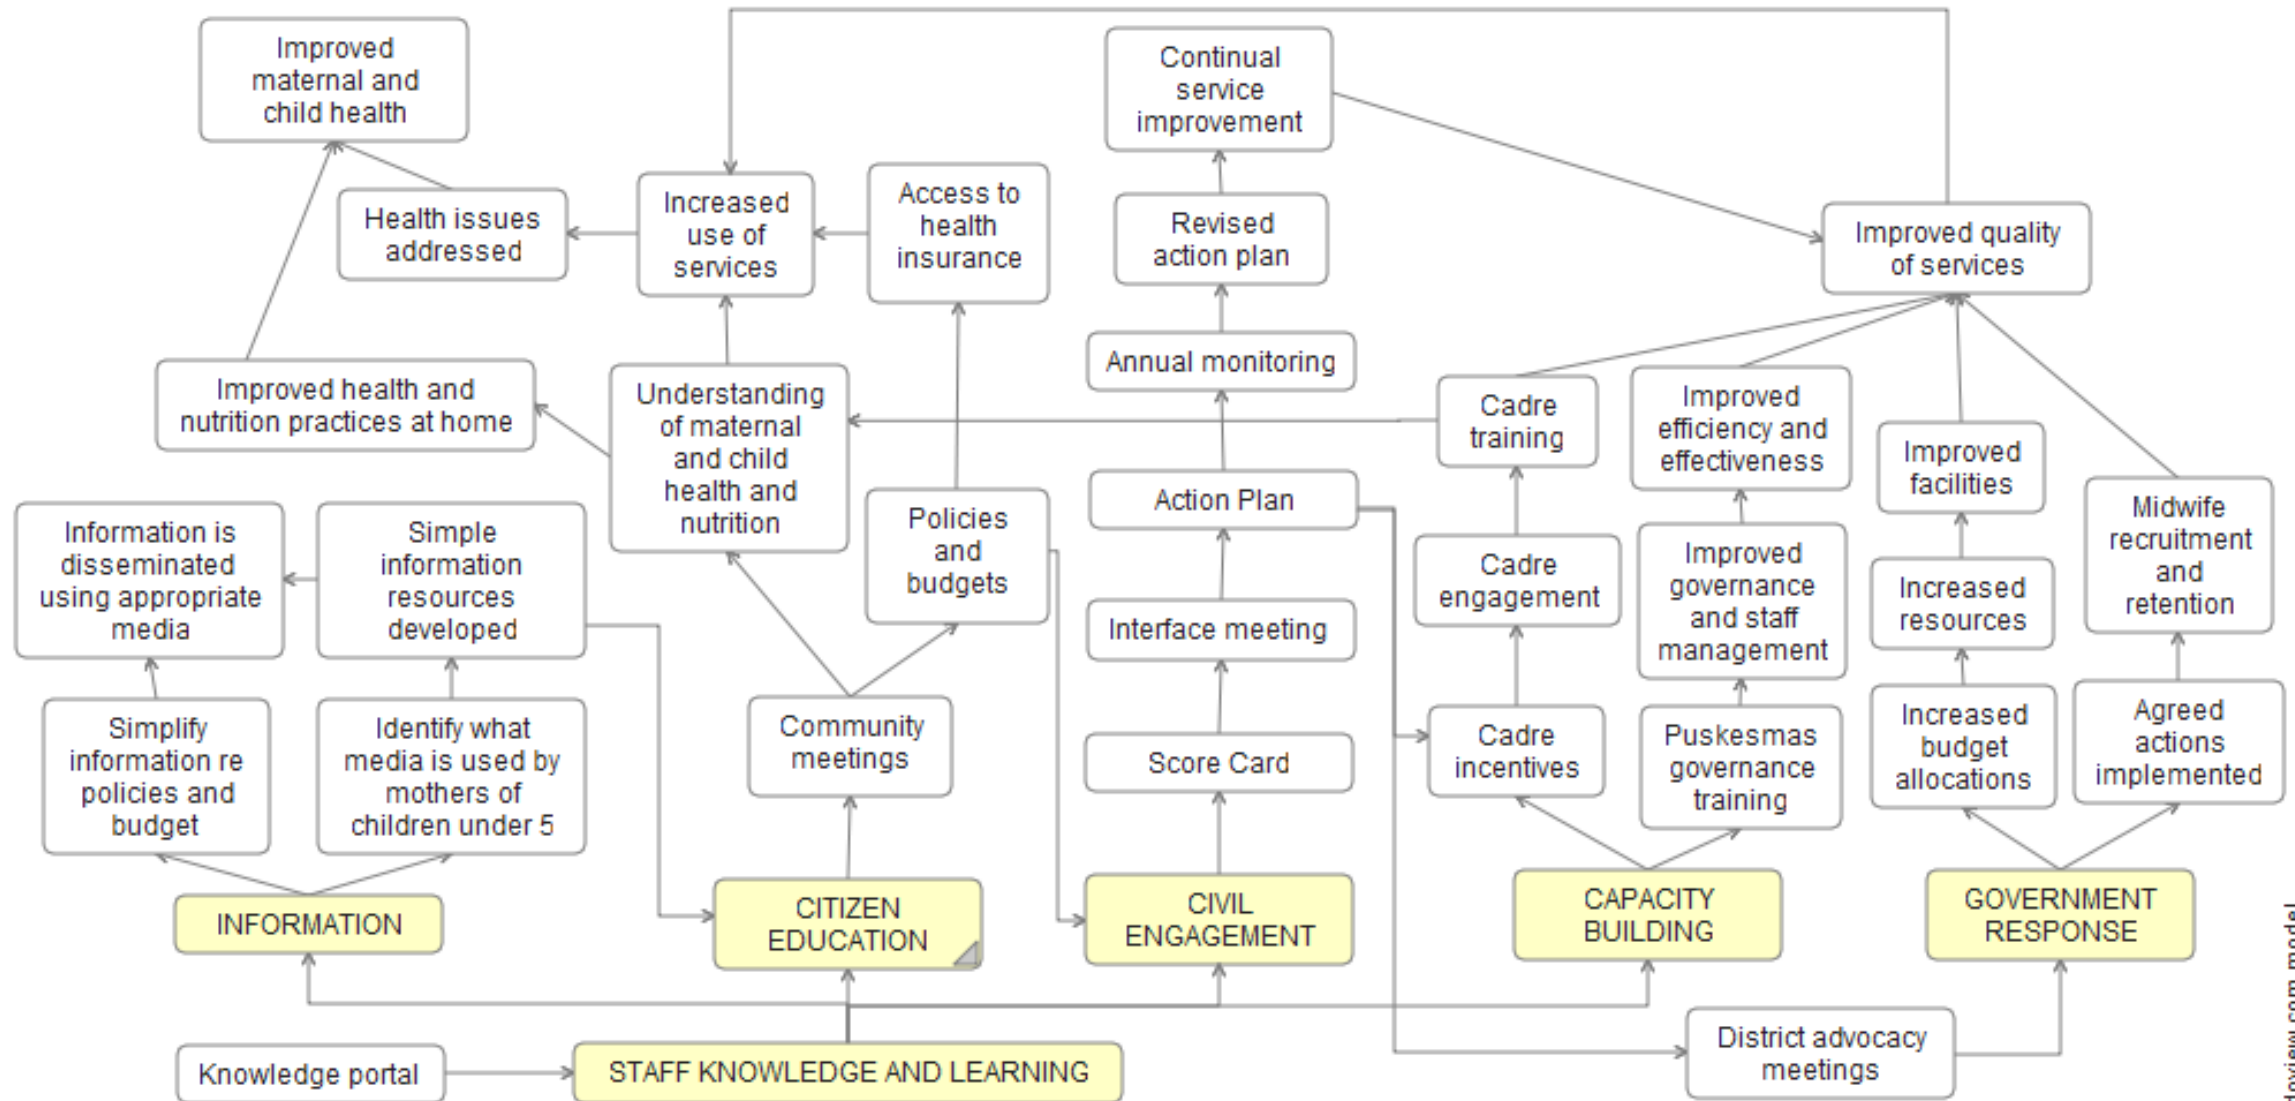 Improved
maternal and
child health
Continual
service
improvement
Health issues
addressed
Increased
use of
services
Access to
health
insurance
Revised
action plan
Improved quality
of services
Annual monitoring
Improved health and
nutrition practices at home
Understanding
of maternal
and child
health and
nutrition
Cadre
training
Improved
efficiency and
effectiveness
Improved
facilities
Action Plan
Midwife
recruitment
and
retention
Information is
disseminated
using appropriate
media
Simple
information
resources
developed
Policies
and
budgets
Cadre
engagement
Improved
governance
and staff
management
Increased
resources
Interface meeting
Simplify
information re
policies and
budget
Identify what
media is used by
mothers of
children under 5
Community
meetings
Score Card
Cadre
incentives
Puskesmas
governance
training
Increased
budget
allocations
Agreed
actions
implemented
INFORMATION
CITIZEN
EDUCATION
CIVIL
ENGAGEMENT
CAPACITY
BUILDING
GOVERNMENT
RESPONSE
Knowledge portal
STAFF KNOWLEDGE AND LEARNING
District advocacy
meetings
doview.com model